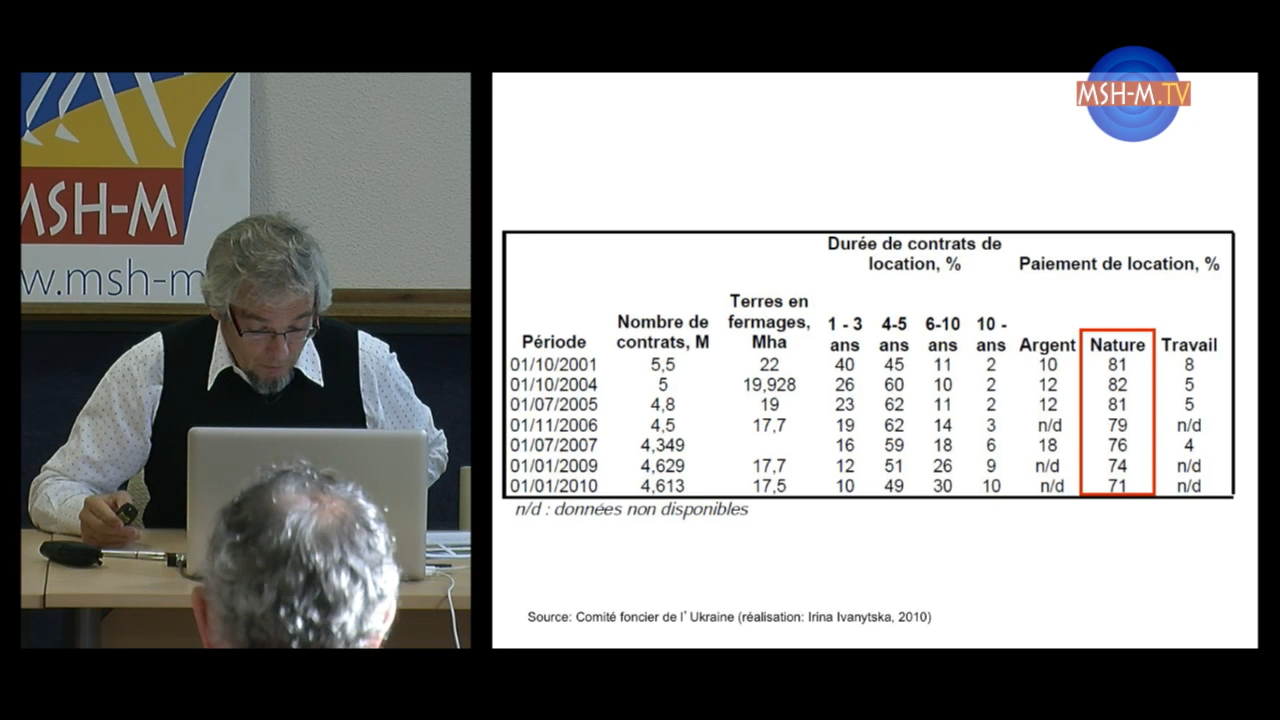 MSH-M.TV
MSH-M
w.msh-m
Durée de contrats de location, %
Paiement de location, %
Période Nombre de contrats, M Terres en fermages, Mha 1 - 3 ans 4-5 ans 6-10 ans 10 - ans Argent Nature Travail
01/10/2001 5,5 22 40 45 11 2 10 81 8
01/10/2004 5 19,928 26 60 10 2 12 82 5
01/07/2005 4,8 19 23 62 11 2 12 81 5
01/11/2006 4,5 17,7 19 62 14 3 n/d 79 n/d
01/07/2007 4,349 16 59 18 6 18 76 4
01/01/2009 4,629 17,7 12 51 26 9 n/d 74 n/d
01/01/2010 4,613 17,5 10 49 30 10 n/d 71 n/d
n/d : données non disponibles
Source: Comité foncier de l'Ukraine (réalisation: Irina Ivanytska, 2010)